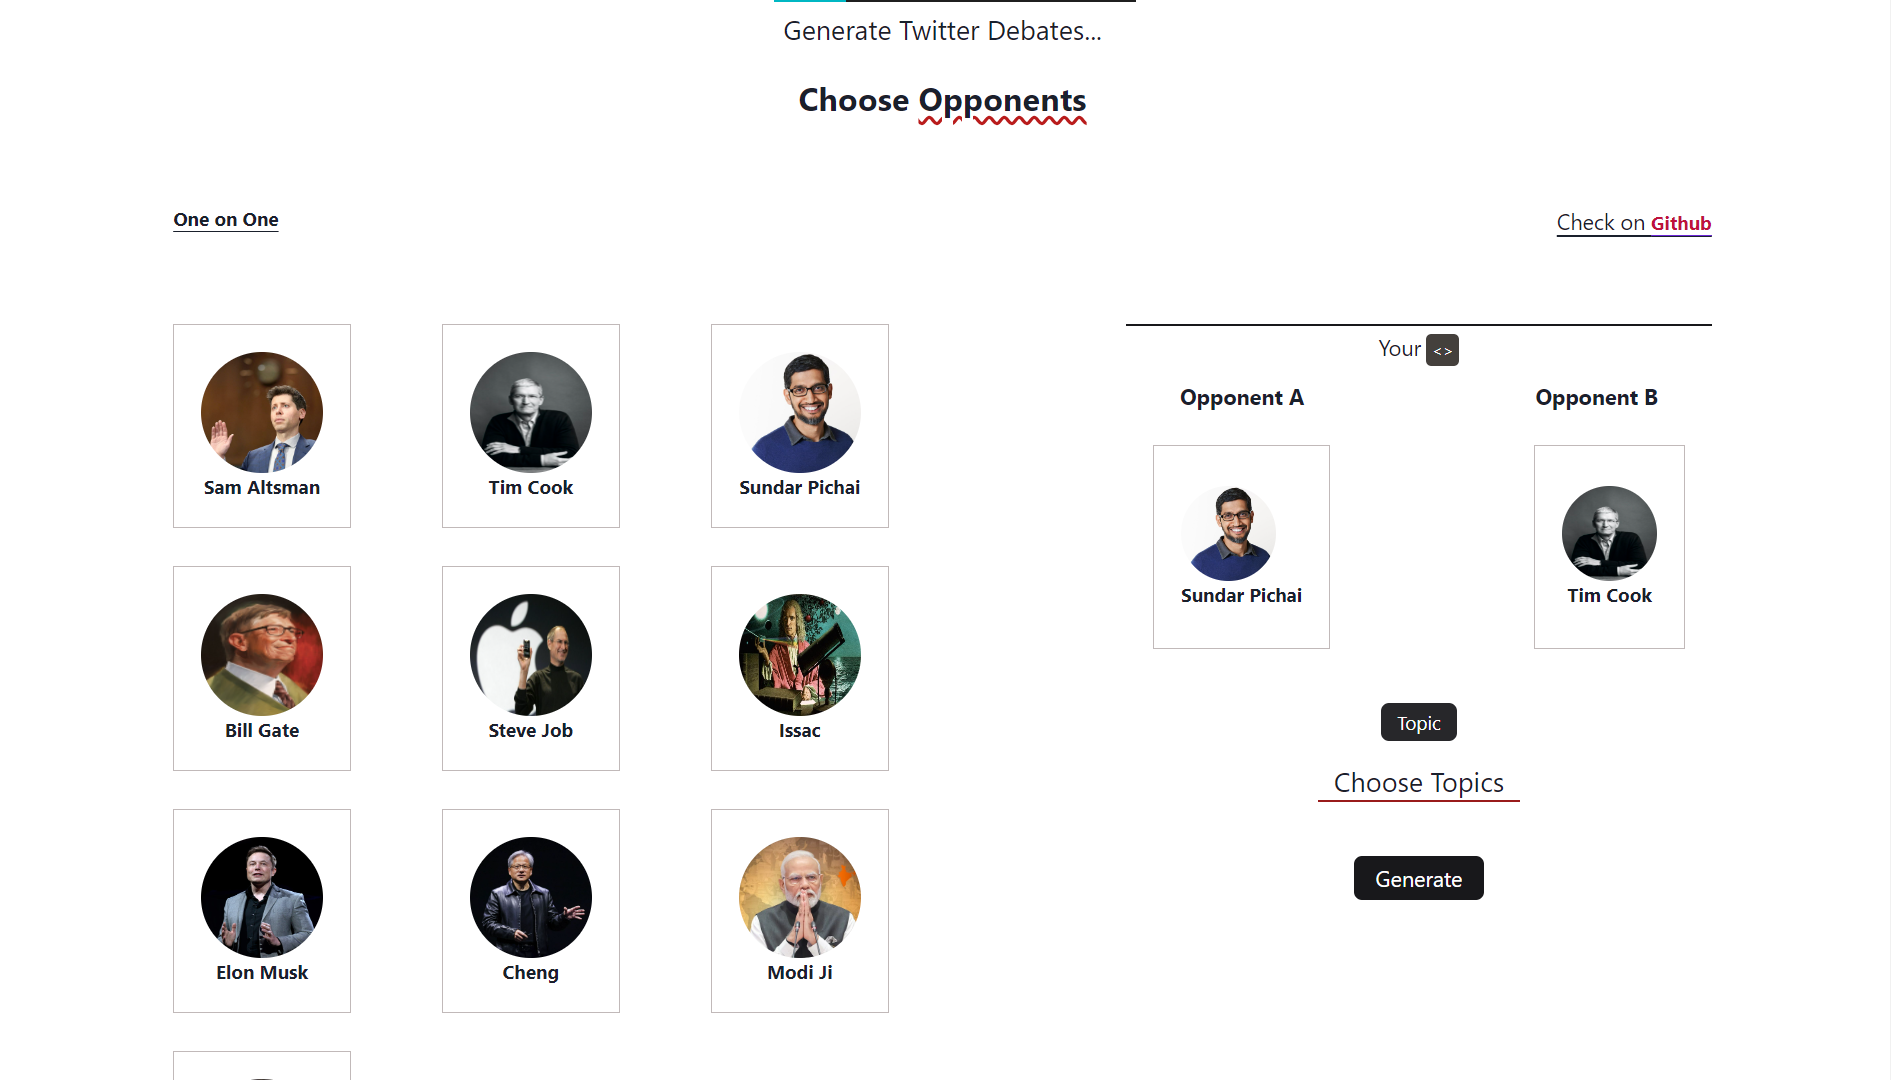 Generate Twitter Debates...
Choose Opponents
One on One
Check on Github
Sam Altsman
Tim Cook
Sundar Pichai
Bill Gate
Steve Job
Issac
Elon Musk
Cheng
Modi Ji
Your <>
Opponent A
Opponent B
Sundar Pichai
Tim Cook
Topic
Choose Topics
Generate